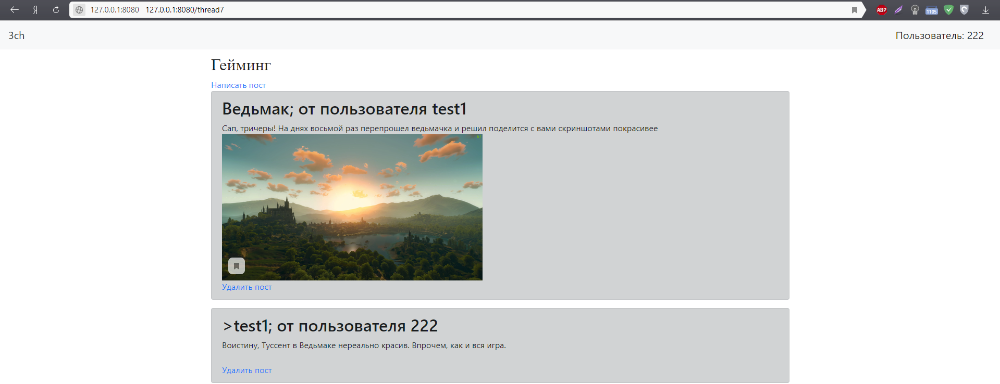 Я 127.0.0.1:8080 127.0.0.1:8080/thread7 ABP 1105
3ch Пользователь: 222
Гейминг
Написать пост
Ведьмак; от пользователя test1
Сап, тричеры! На днях восьмой раз перепрошел ведьмачка и решил поделится с вами скриншотами покрасивее
Удалить пост
>test1; от пользователя 222
Воистину, Туссент в Ведьмаке нереально красив. Впрочем, как и вся игра.
Удалить пост